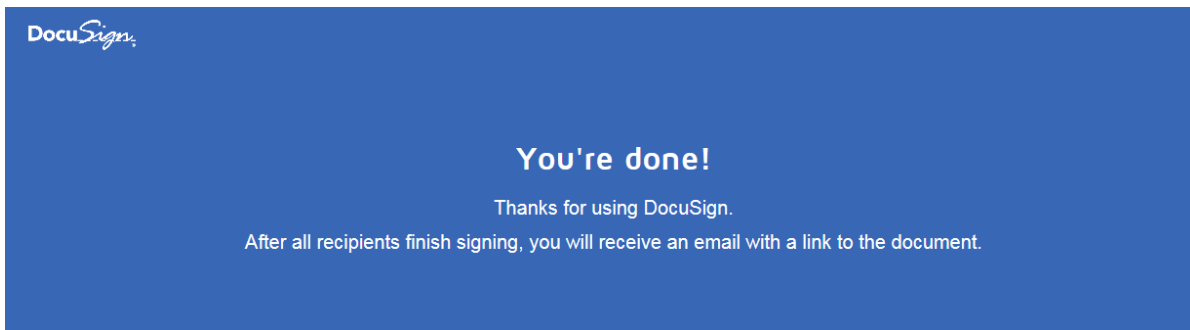 DocuSign
You're done!
Thanks for using DocuSign.
After all recipients finish signing, you will receive an email with a link to the document.